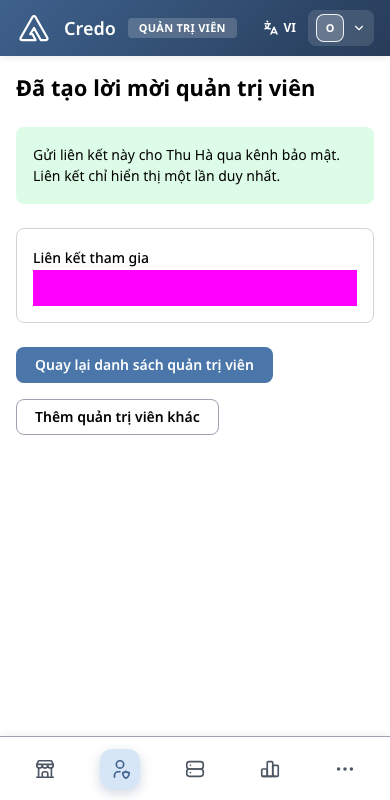 Credo
QUẢN TRỊ VIÊN
VI
O
Đã tạo lời mời quản trị viên
Gửi liên kết này cho Thu Hà qua kênh bảo mật.
Liên kết chỉ hiển thị một lần duy nhất.
Liên kết tham gia
Quay lại danh sách quản trị viên
Thêm quản trị viên khác